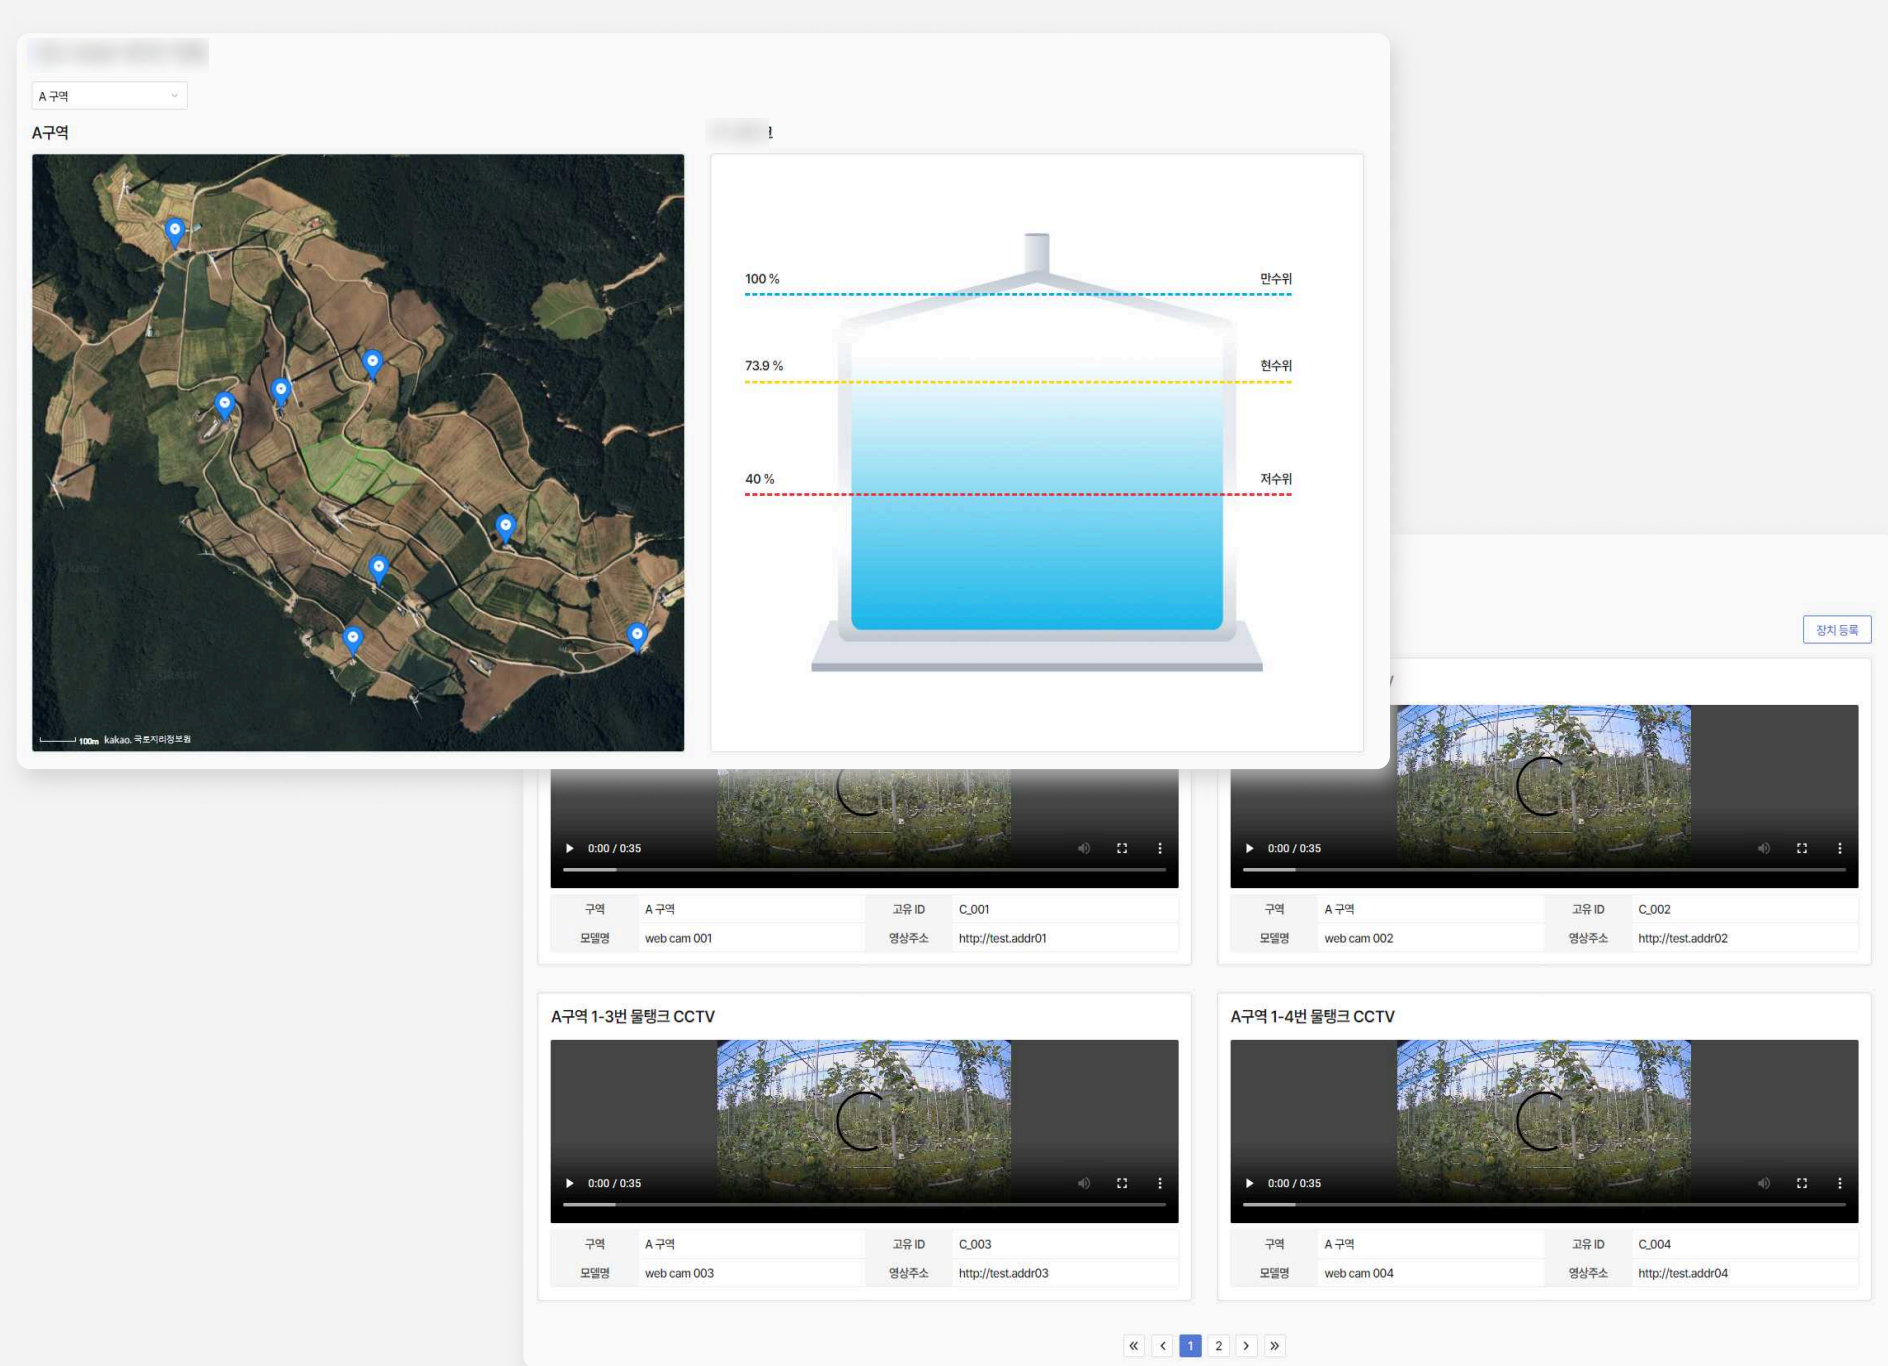 A 구역
A구역
100 %
만수위
73.9 %
현수위
40 %
저수위
100m kakao. 국토지리정보원
장치 등록
0:00 / 0:35
0:00 / 0:35
구역 A 구역 고유 ID C_001
모델명 web cam 001 영상주소 http://test.addr01
구역 A 구역 고유 ID C_002
모델명 web cam 002 영상주소 http://test.addr02
A구역 1-3번 물탱크 CCTV
A구역 1-4번 물탱크 CCTV
0:00 / 0:35
0:00 / 0:35
구역 A 구역 고유 ID C_003
모델명 web cam 003 영상주소 http://test.addr03
구역 A 구역 고유 ID C_004
모델명 web cam 004 영상주소 http://test.addr04
« ‹ 1 2 › »